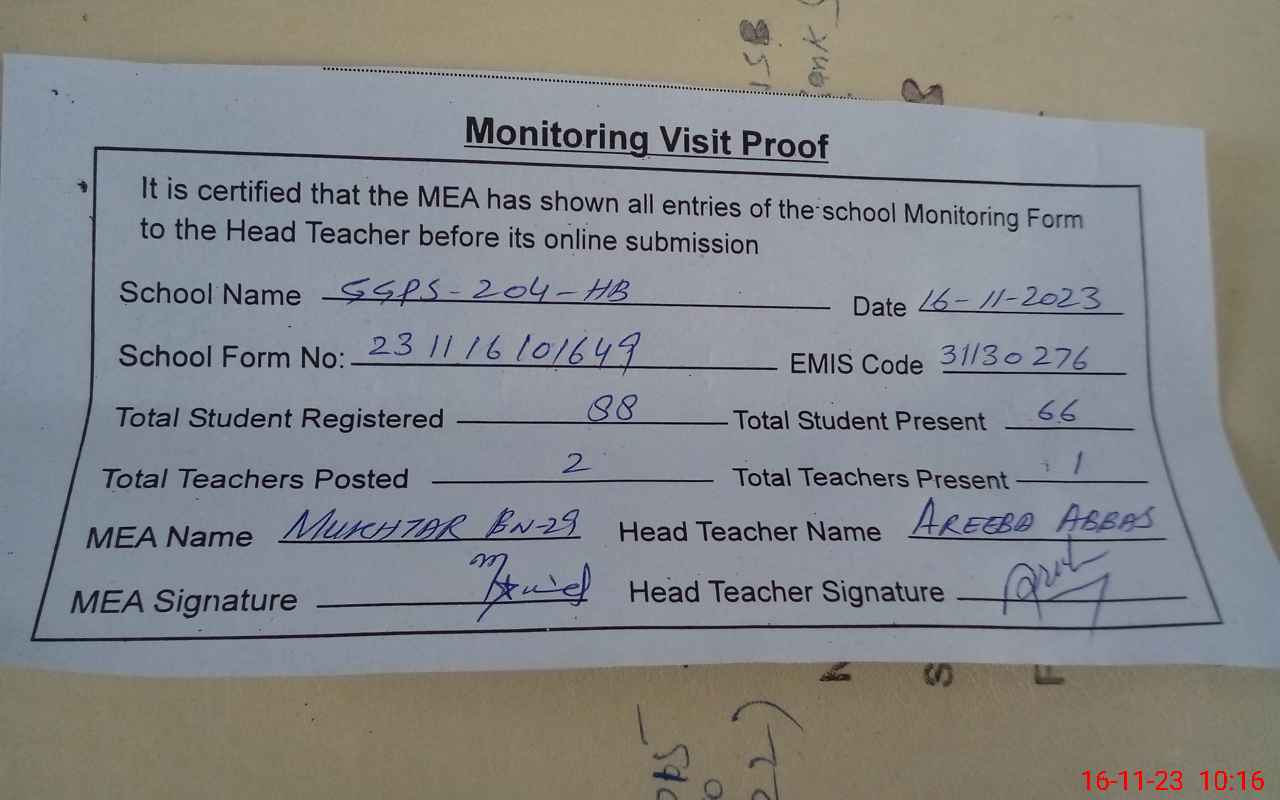 Monitoring Visit Proof
It is certified that the MEA has shown all entries of the school Monitoring Form
to the Head Teacher before its online submission
School Name GGPS-204-HB Date 16-11-2023
School Form No: 231116101649 EMIS Code 31130276
Total Student Registered 88 Total Student Present 66
Total Teachers Posted 2 Total Teachers Present 1
MEA Name MUKHTAR BN-29 Head Teacher Name AREEBA ABBAS
MEA Signature Head Teacher Signature
16-11-23 10:16